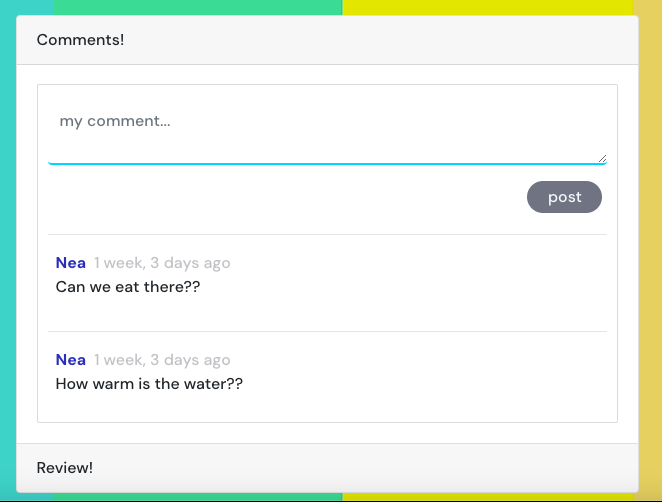 Comments!
my comment...
post
Nea 1 week, 3 days ago
Can we eat there??
Nea 1 week, 3 days ago
How warm is the water??
Review!